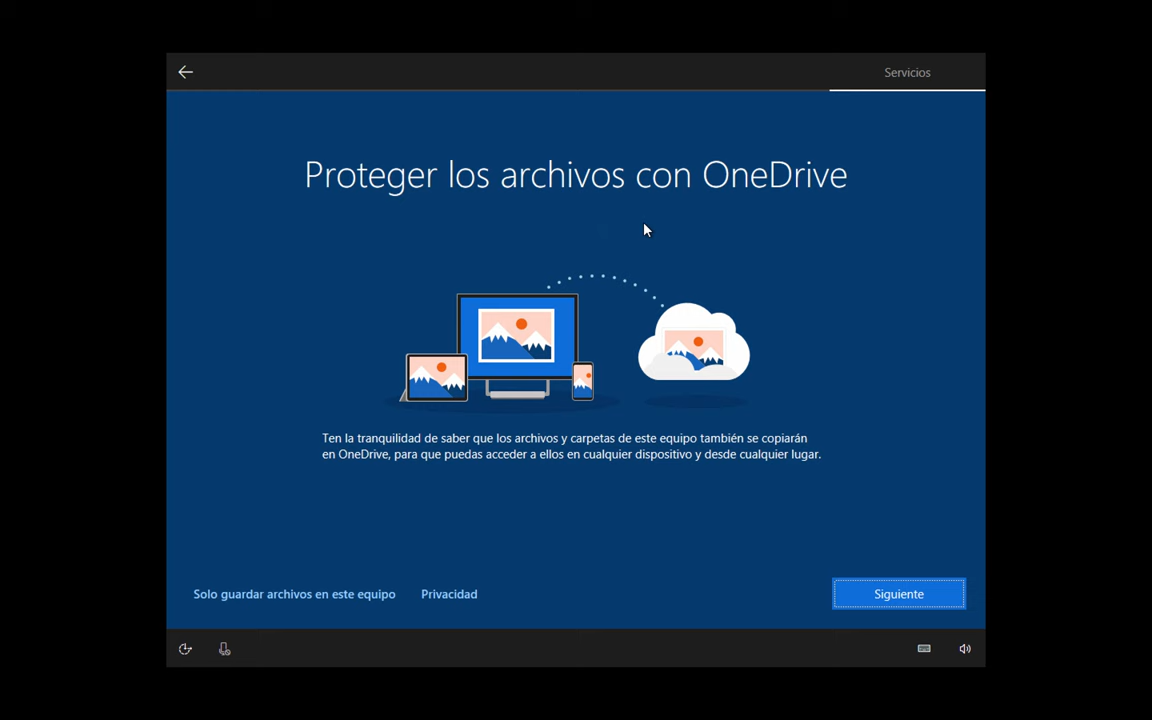 Servicios
Proteger los archivos con OneDrive
Ten la tranquilidad de saber que los archivos y carpetas de este equipo también se copiarán
en OneDrive, para que puedas acceder a ellos en cualquier dispositivo y desde cualquier lugar.
Solo guardar archivos en este equipo
Privacidad
Siguiente